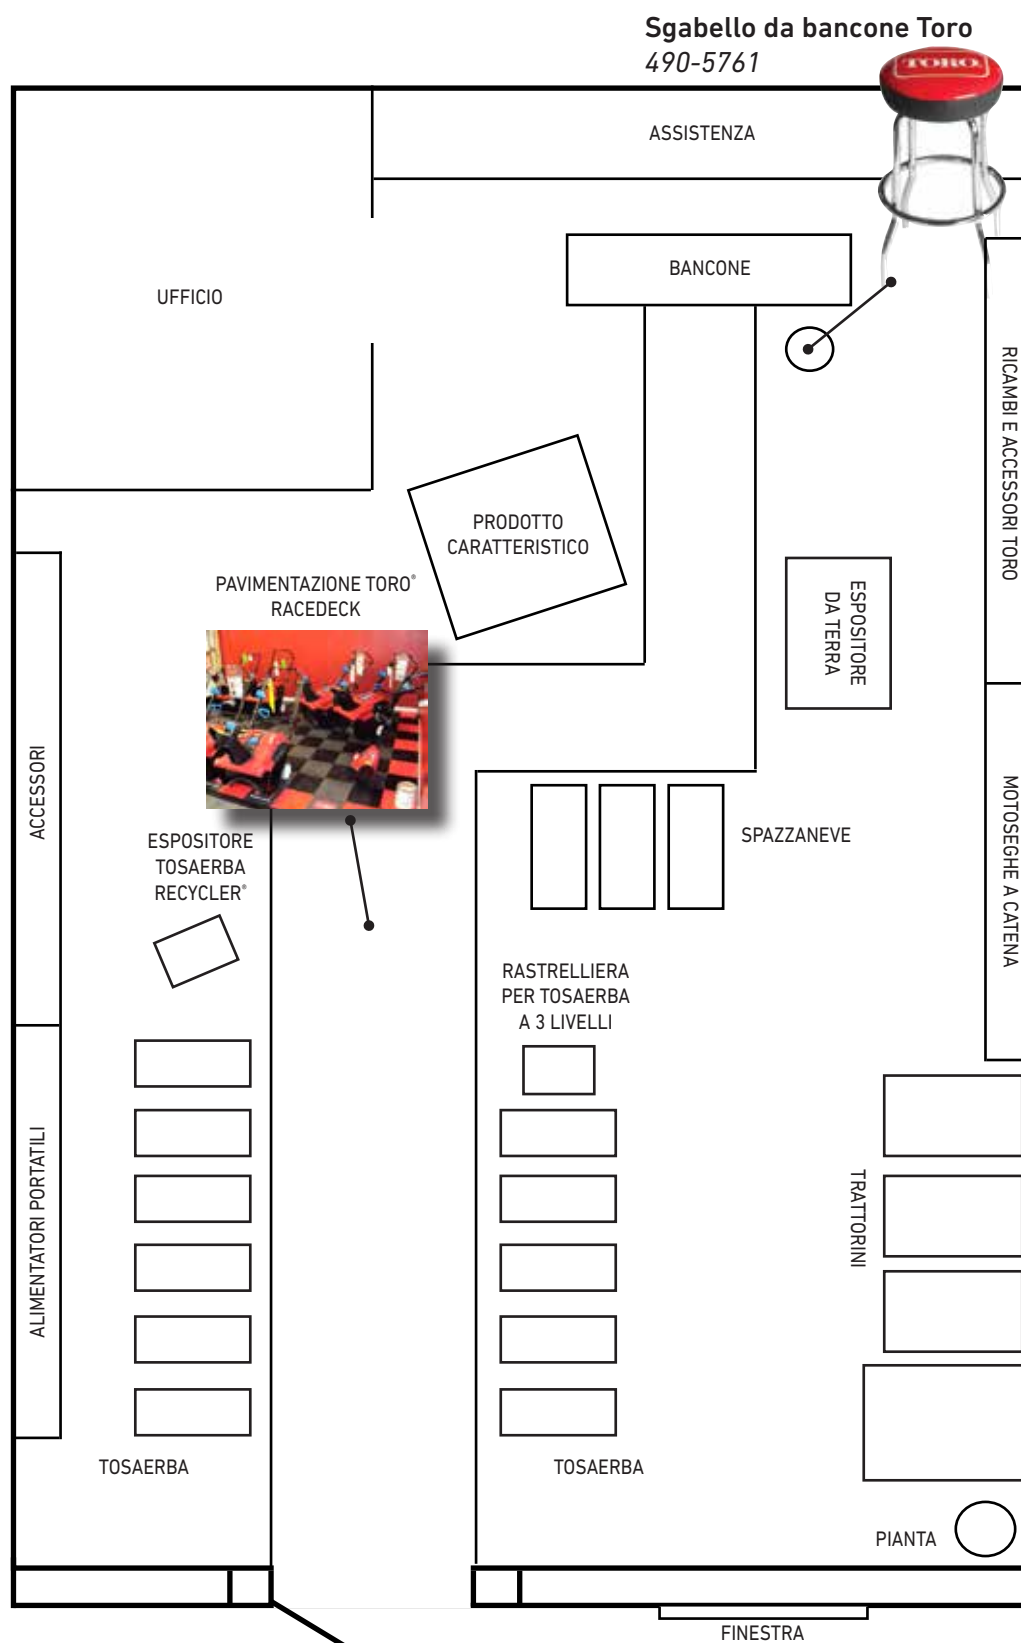 Sgabello da bancone Toro
490-5761
TORO
ASSISTENZA
BANCONE
UFFICIO
RICAMBI E ACCESSORI TORO
PRODOTTO
CARATTERISTICO
PAVIMENTAZIONE TORO®
RACEDECK
ESPOSITORE
DA TERRA
ACCESSORI
MOTOSEGHE A CATENA
SPAZZANEVE
ESPOSITORE
TOSAERBA
RECYCLER®
RASTRELLIERA
PER TOSAERBA
A 3 LIVELLI
ALIMENTATORI PORTATILI
TRATTORINI
TOSAERBA
TOSAERBA
PIANTA
FINESTRA